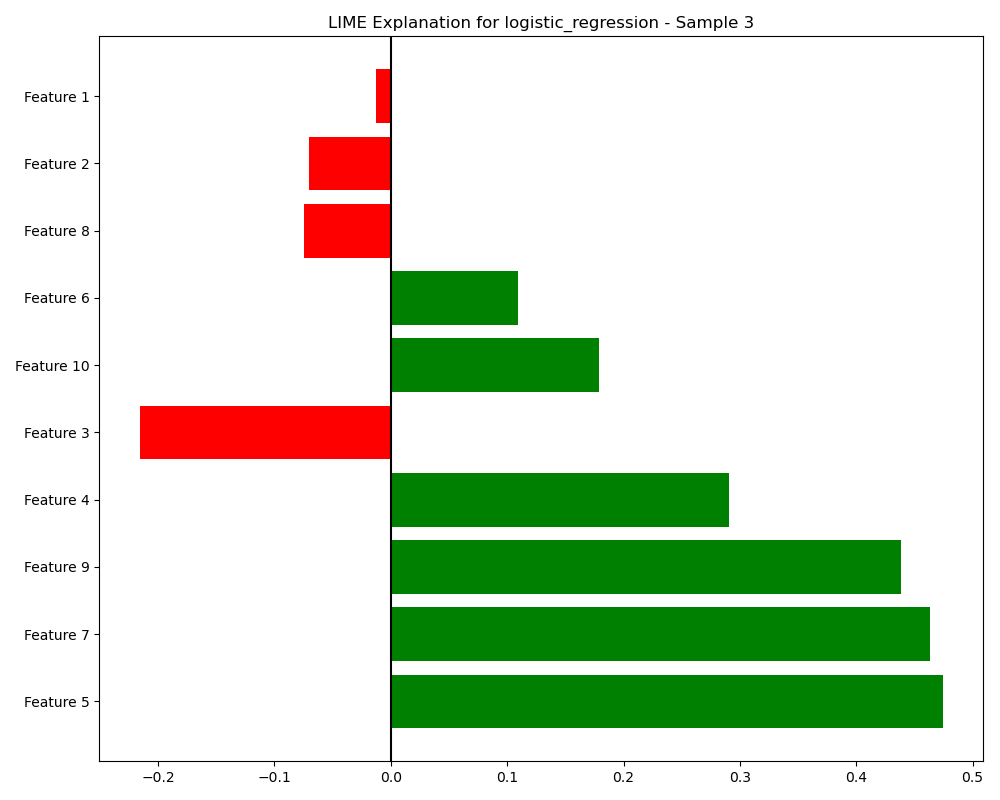 LIME Explanation for logistic_regression - Sample 3
Feature 1
Feature 2
Feature 8
Feature 6
Feature 10
Feature 3
Feature 4
Feature 9
Feature 7
Feature 5
−0.2 −0.1 0.0 0.1 0.2 0.3 0.4 0.5